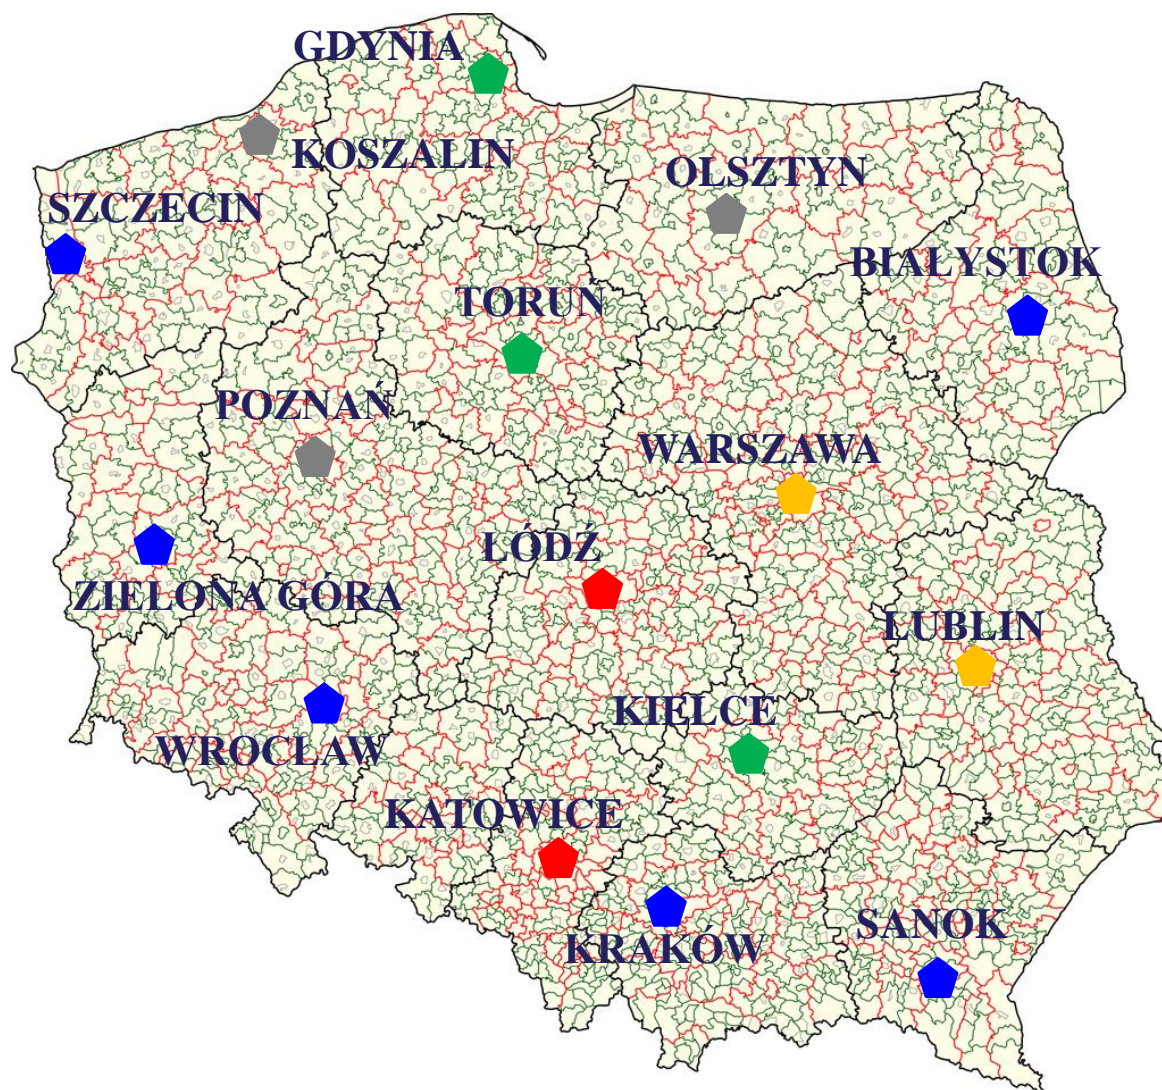 GDYNIA
KOSZALIN
OLSZTYN
SZCZECIN
BIAŁYSTOK
TORUŃ
POZNAŃ
WARSZAWA
ŁÓDŹ
ZIELONA GÓRA
LUBLIN
KIELCE
WROCŁAW
KATOWICE
SANOK
KRAKÓW